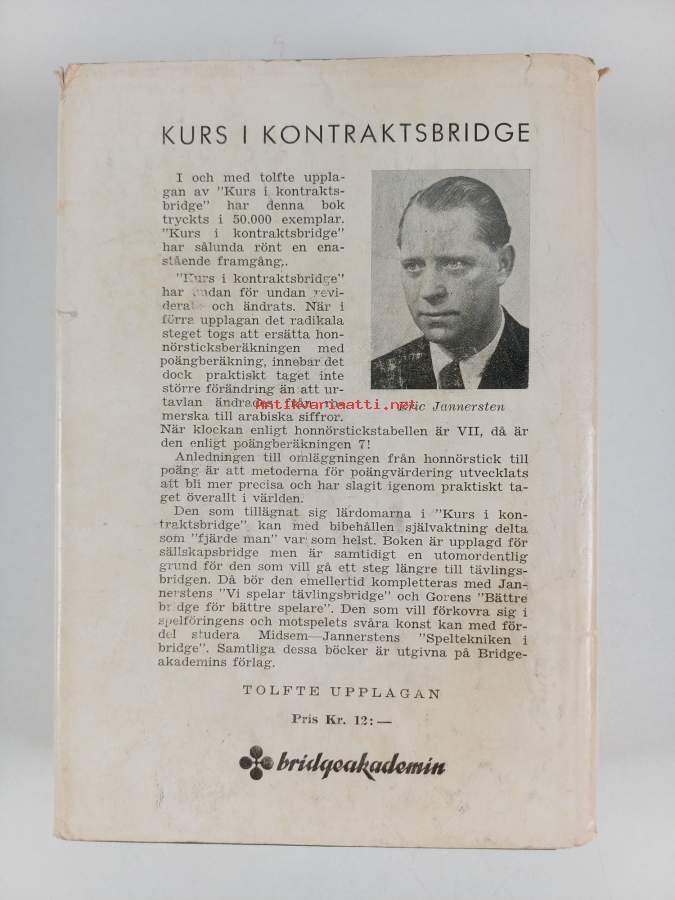 KURS I KONTRAKTSBRIDGE
I och med tolfte uppla-
gan av "Kurs i kontrakts-
bridge" har denna bok
tryckts i 50.000 exemplar.
"Kurs i kontraktsbridge"
har sålunda rönt en ena-
stående framgång.
"Kurs i kontraktsbridge"
har undan för undan revi-
derats och ändrats. När i
förra upplagan det radikala
steget togs att ersätta hon-
nörsticksberäkningen med
poängberäkning, innebar det
dock praktiskt taget inte
större förändring än att ur-
tavlan ändrades från ro-
merska till arabiska siffror.
När klockan enligt honnörstickstabellen är VII, då är
den enligt poängberäkningen 7!
Anledningen till omläggningen från honnörstick till
poäng är att metoderna för poängvärdering utvecklats
att bli mer precisa och har slagit igenom praktiskt ta-
get överallt i världen.
Den som tillägnat sig lärdomarna i "Kurs i kon-
traktsbridge" kan med bibehållen självaktning delta
som "fjärde man" var som helst. Boken är upplagd för
sällskapsbridge men är samtidigt en utomordentlig
grund för den som vill gå ett steg längre till tävlings-
bridgen. Då bör den emellertid kompletteras med Jan-
nerstens "Vi spelar tävlingsbridge" och Gorens "Bättre
bridge för bättre spelare". Den som vill förkovra sig i
spelföringens och motspelets svåra konst kan med för-
del studera Midsem—Jannerstens "Speltekniken i
bridge". Samtliga dessa böcker är utgivna på Bridge-
akademins förlag.
Eric Jannersten
Antikvariaatti.net
TOLFTE UPPLAGAN
Pris Kr. 12:—
bridgeakademin